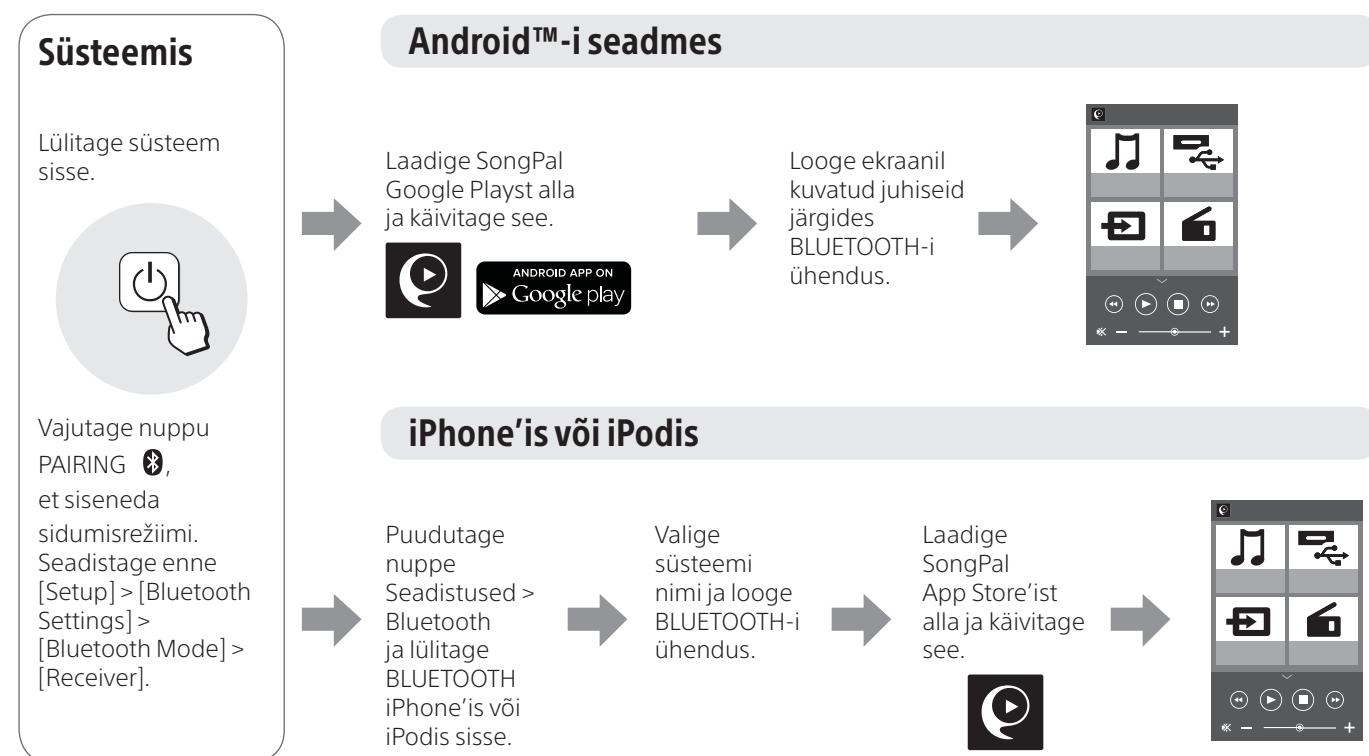 Süsteemis
Lülitage süsteem
sisse.
Vajutage nuppu
PAIRING
,
et siseneda
sidumisrežiimi.
Seadistage enne
[Setup] > [Bluetooth
Settings] >
[Bluetooth Mode] >
[Receiver].
Android™-i seadmes
Laadige SongPal
Google Playst alla
ja käivitage see.
ANDROID APP ON
Google play
Looge ekraanil
kuvatud juhiseid
järgides
BLUETOOTH-i
ühendus.
iPhone’is või iPodis
Puudutage
nuppe
Seadistused >
Bluetooth
ja lülitage
BLUETOOTH
iPhone’is või
iPodis sisse.
Valige
süsteemi
nimi ja looge
BLUETOOTH-i
ühendus.
Laadige
SongPal
App Store’ist
alla ja käivitage
see.